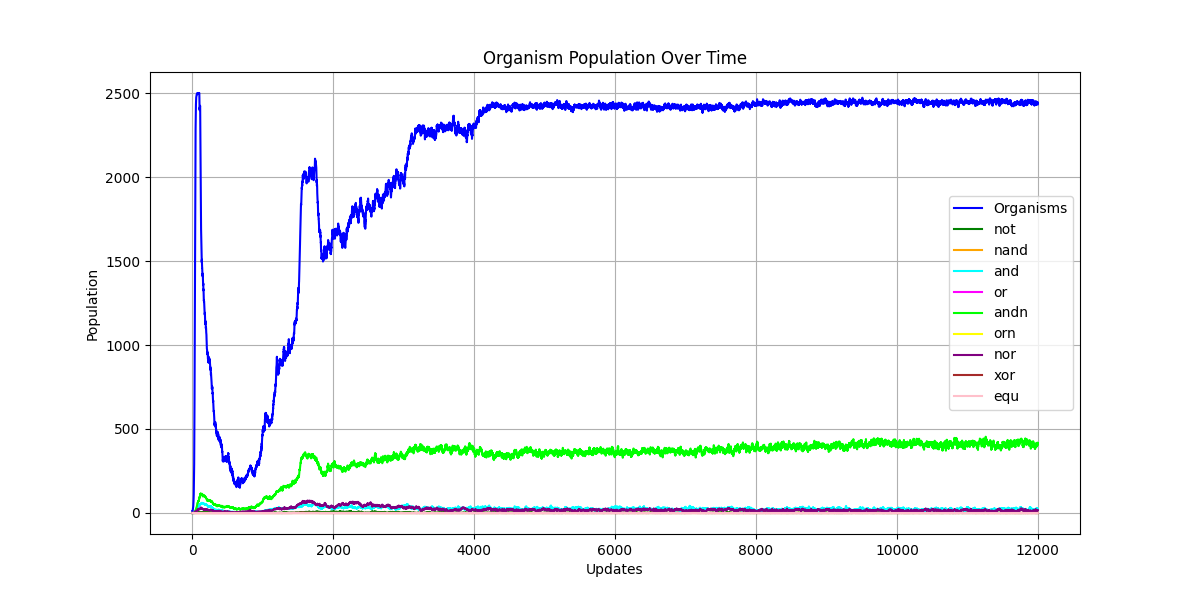 Organism Population Over Time
Population
2500
2000
1500
1000
500
0
0 2000 4000 6000 8000 10000 12000
Updates
Organisms
not
nand
and
or
andn
orn
nor
xor
equ